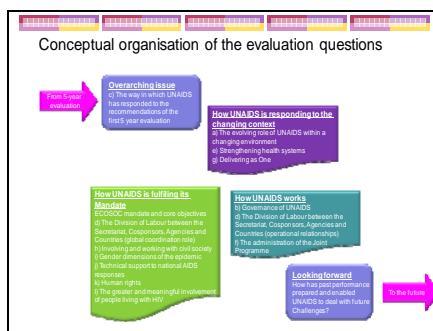 Conceptual organisation of the evaluation questions
From 5-year
evaluation
Overarching issue
c) The way in which UNAIDS
has responded to the
recommendations of the
first 5 year evaluation
How UNAIDS is responding to the
changing context
a) The evolving role of UNAIDS within a
changing environment
e) Strengthening health systems
g) Delivering as One
How UNAIDS is fulfiling its
Mandate
ECOSOC mandate and core objectives
d) The Division of Labour between the
Secretariat, Cosponsors, Agencies and
Countries (global coordination role)
h) Involving and working with civil society
i) Gender dimensions of the epidemic
j) Technical support to national AIDS
responses
k) Human rights
l) The greater and meaningful involvement
of people living with HIV
How UNAIDS works
b) Governance of UNAIDS
d) The Division of Labour between the
Secretariat, Cosponsors, Agencies and
Countries (operational relationships)
f) The administration of the Joint
Programme
Looking forward
How has past performance
prepared and enabled
UNAIDS to deal with future
Challenges?
To the future